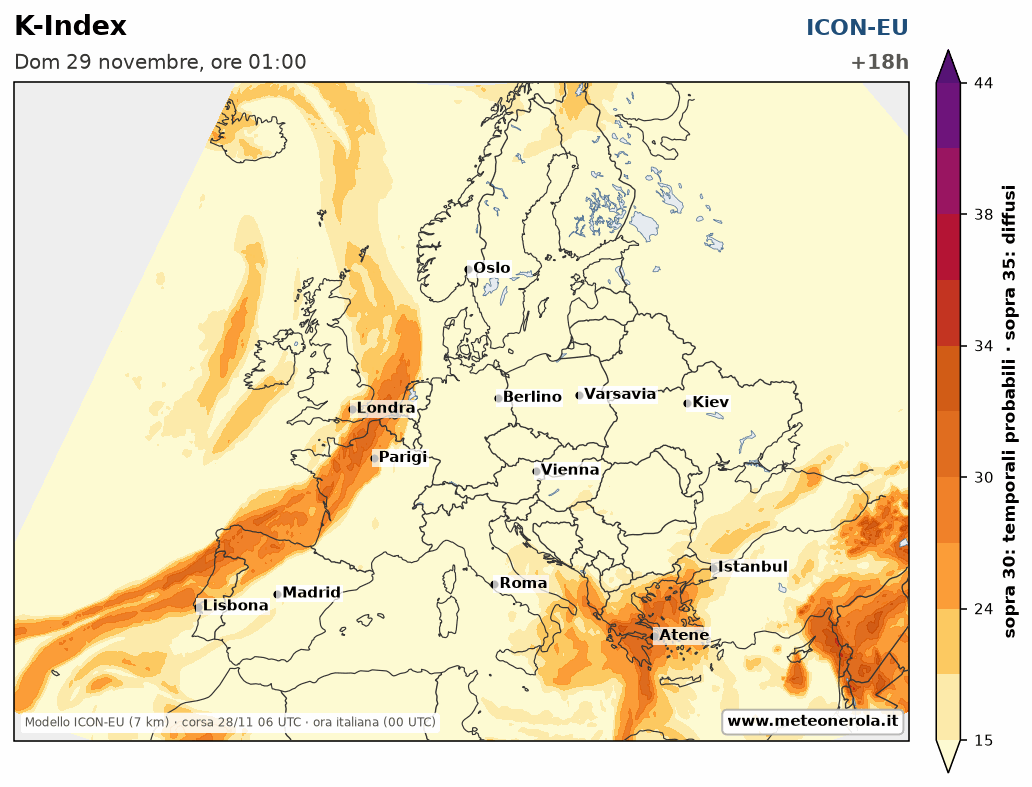 K-Index
ICON-EU
Dom 29 novembre, ore 01:00
+18h
44
38
34
30
24
15
sopra 30: temporali probabili · sopra 35: diffusi
Oslo
Berlino
Varsavia
Kiev
Londra
Parigi
Vienna
Istanbul
Roma
Madrid
Lisbona
Atene
Modello ICON-EU (7 km) · corsa 28/11 06 UTC · ora italiana (00 UTC)
www.meteonerola.it